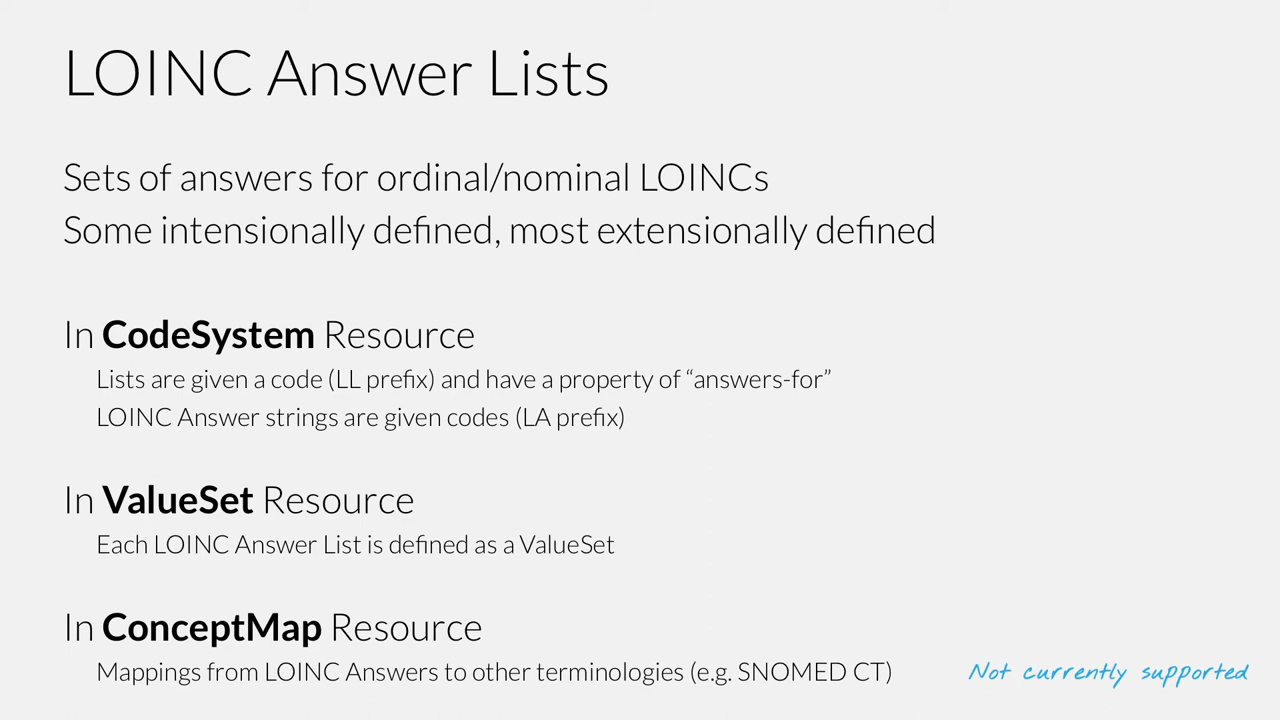 LOINC Answer Lists
Sets of answers for ordinal/nominal LOINCs
Some intensionally defined, most extensionally defined
In CodeSystem Resource
Lists are given a code (LL prefix) and have a property of “answers-for”
LOINC Answer strings are given codes (LA prefix)
In ValueSet Resource
Each LOINC Answer List is defined as a ValueSet
In ConceptMap Resource
Mappings from LOINC Answers to other terminologies (e.g. SNOMED CT) Not currently supported